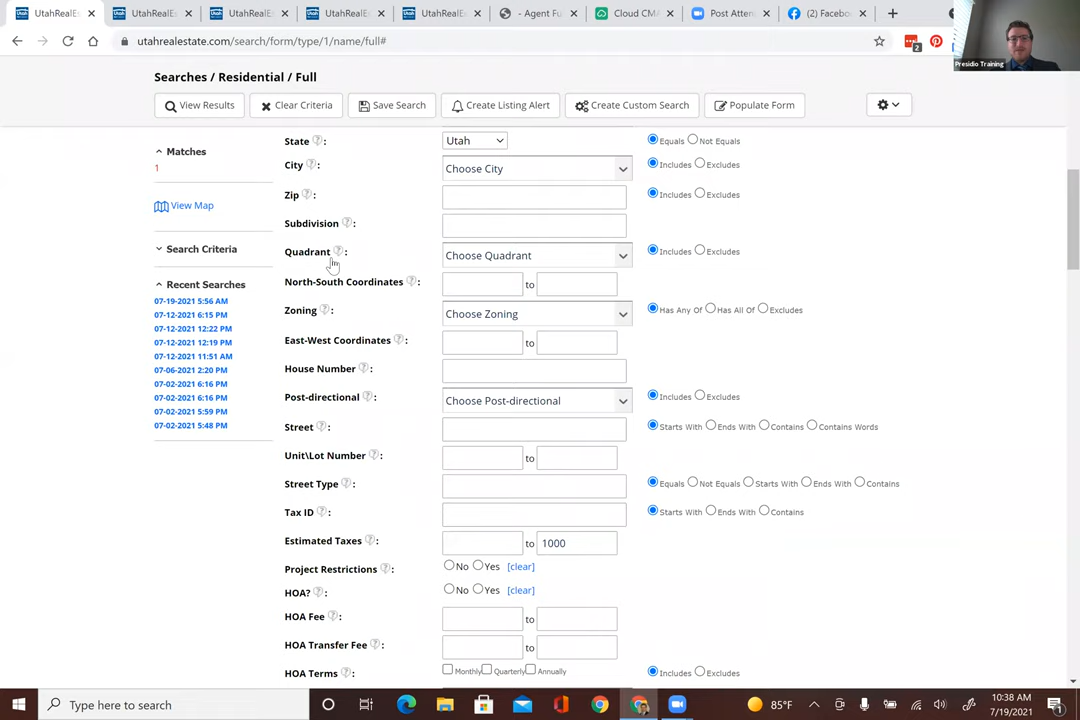 UtahRealEs
UtahRealEs
UtahRealEs
UtahRealEs
UtahRealEs
- Agent Fu
Cloud CMA
Post Atten
(2) Facebo
utahrealestate.com/search/form/type/1/name/full#
2
Presidio Training
Searches / Residential / Full
View Results
Clear Criteria
Save Search
Create Listing Alert
Create Custom Search
Populate Form
Matches
1
View Map
Search Criteria
Recent Searches
07-19-2021 5:56 AM
07-12-2021 6:15 PM
07-12-2021 12:22 PM
07-12-2021 12:19 PM
07-12-2021 11:51 AM
07-06-2021 2:20 PM
07-02-2021 6:16 PM
07-02-2021 6:16 PM
07-02-2021 5:59 PM
07-02-2021 5:48 PM
State ? : Utah Equals Not Equals
City ? : Choose City Includes Excludes
Zip ? : Includes Excludes
Subdivision ? :
Quadrant ? : Choose Quadrant Includes Excludes
North-South Coordinates ? : to
Zoning ? : Choose Zoning Has Any Of Has All Of Excludes
East-West Coordinates ? : to
House Number ? :
Post-directional ? : Choose Post-directional Includes Excludes
Street ? : Starts With Ends With Contains Contains Words
Unit\Lot Number ? : to
Street Type ? : Equals Not Equals Starts With Ends With Contains
Tax ID ? : Starts With Ends With Contains
Estimated Taxes ? : to 1000
Project Restrictions ? : No Yes [clear]
HOA? ? : No Yes [clear]
HOA Fee ? : to
HOA Transfer Fee ? : to
HOA Terms ? : Monthly Quarterly Annually Includes Excludes
Type here to search
85°F
10:38 AM
7/19/2021
1